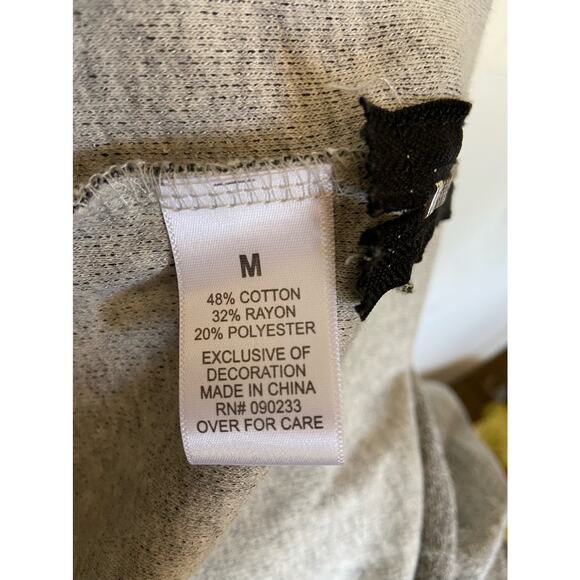 M
48% COTTON
32% RAYON
20% POLYESTER
EXCLUSIVE OF
DECORATION
MADE IN CHINA
RN# 090233
OVER FOR CARE